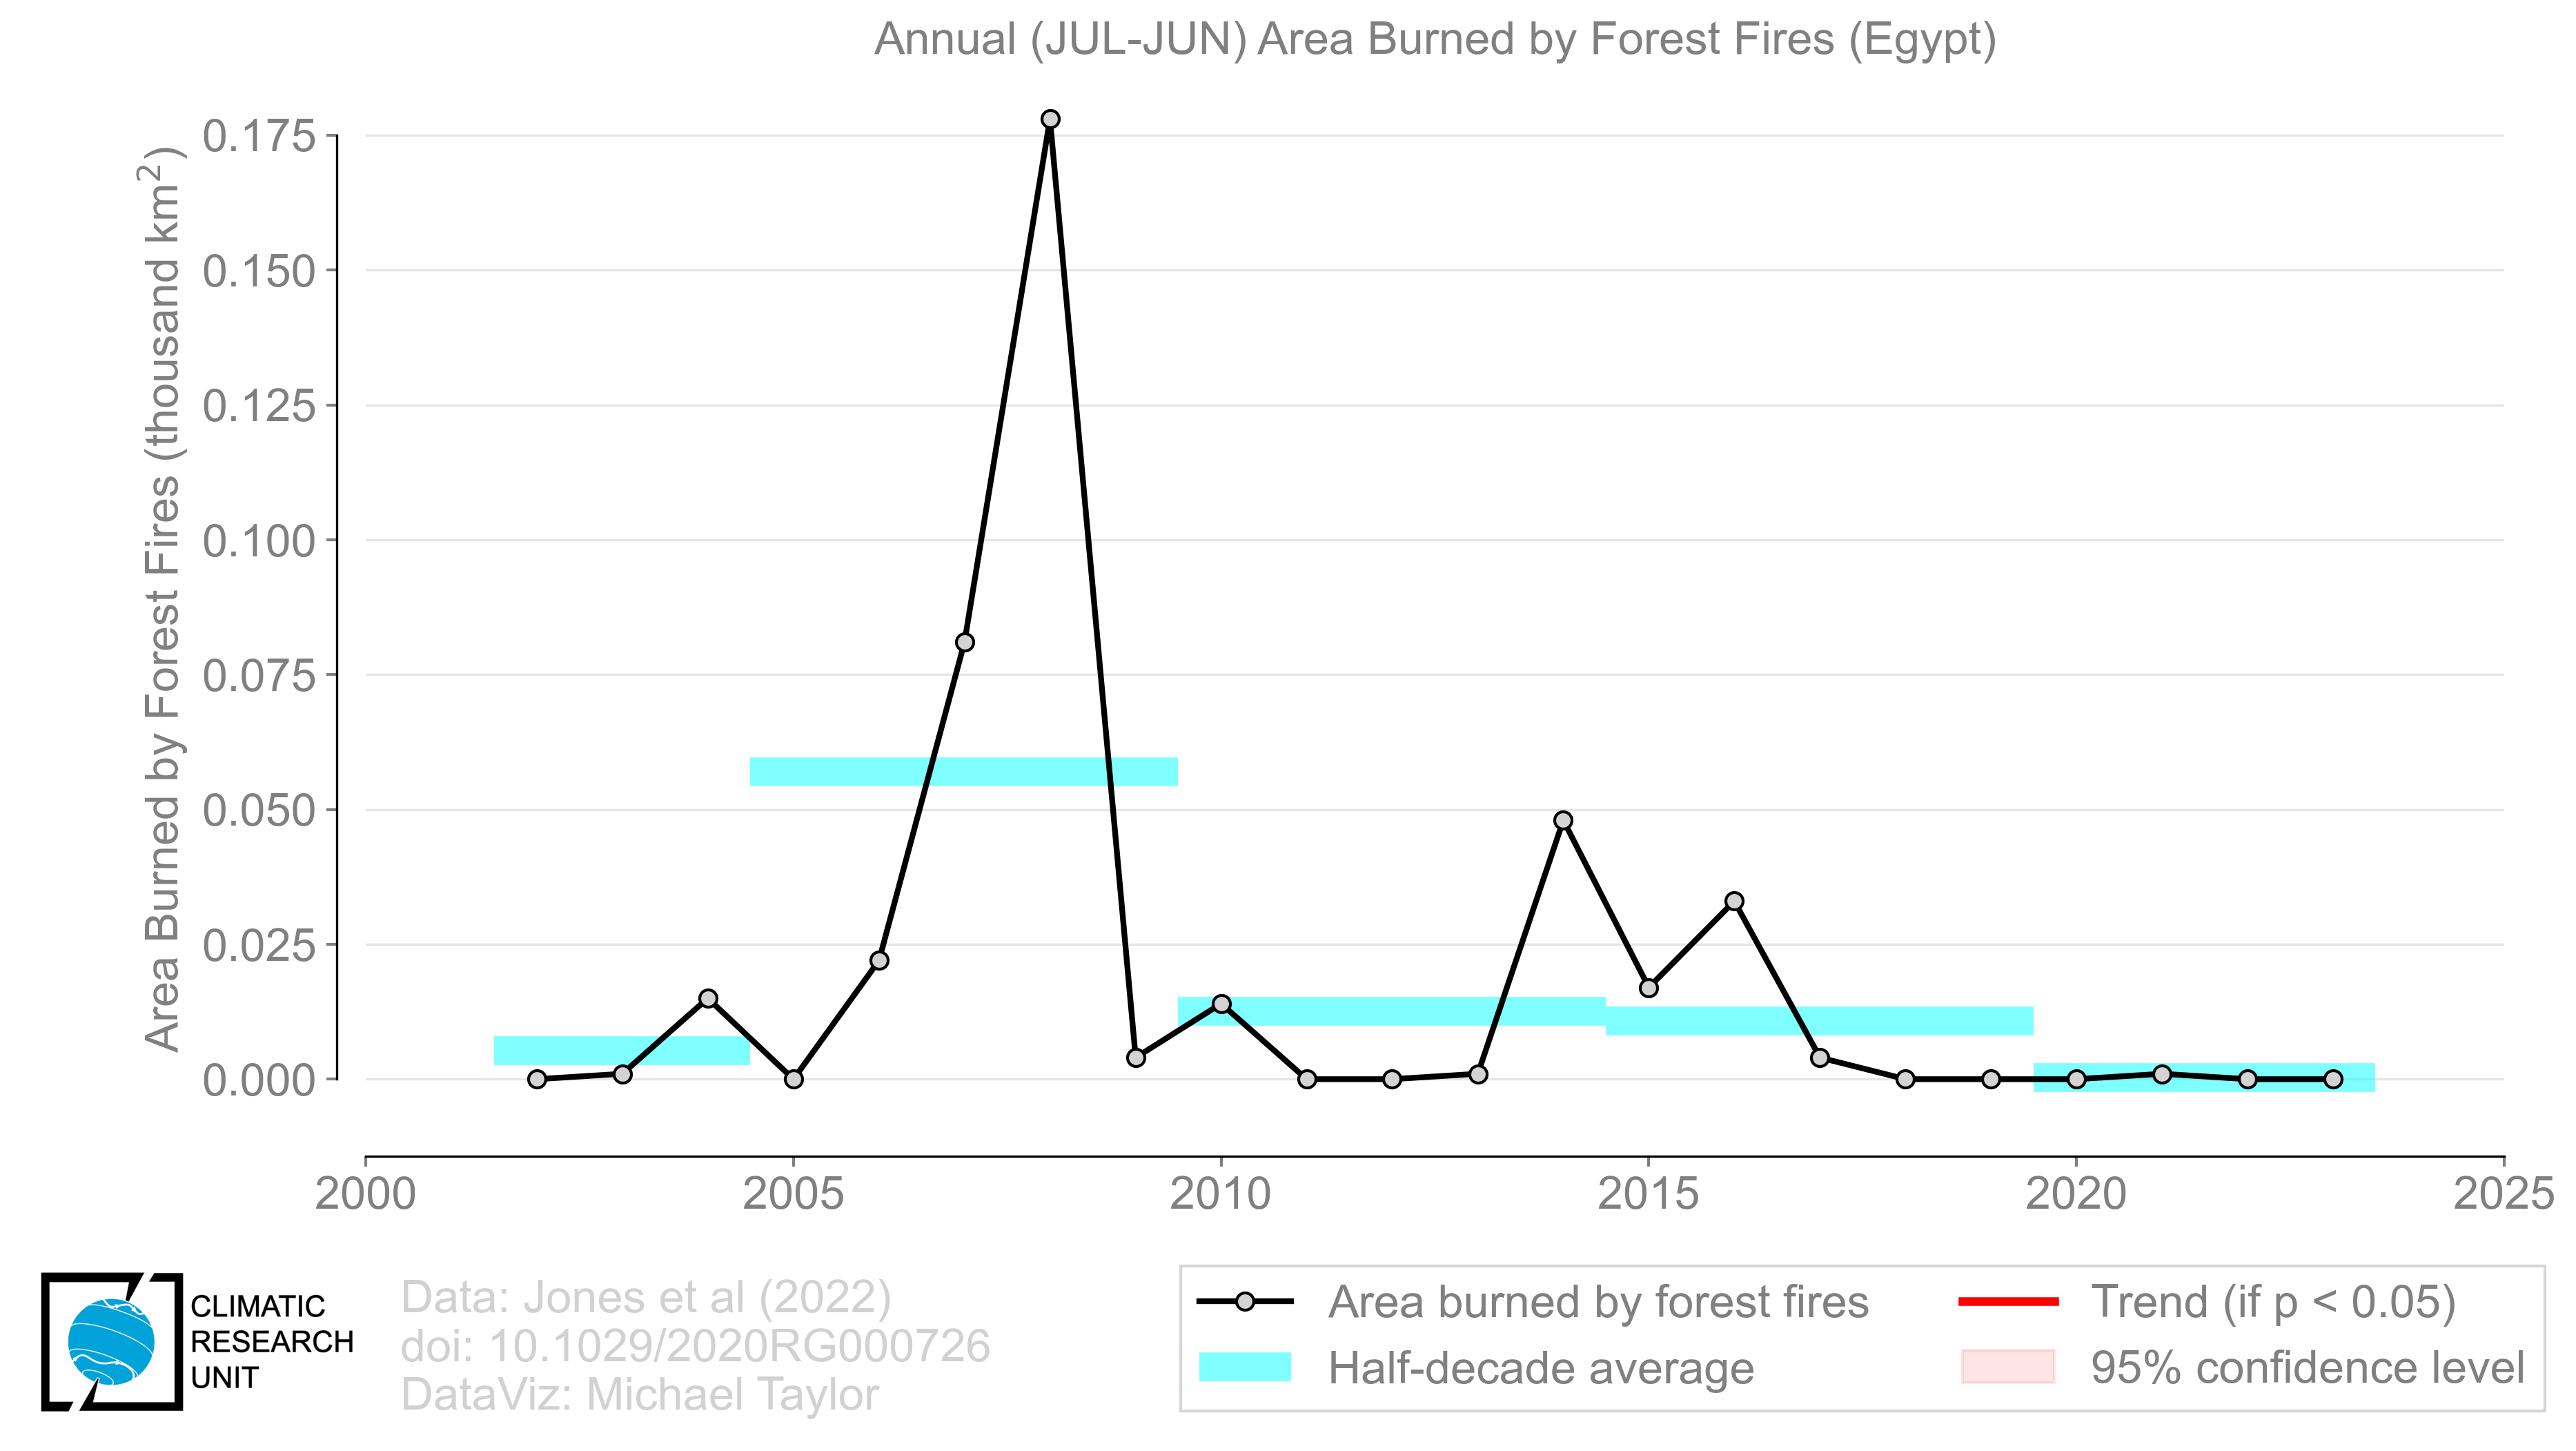 Annual (JUL-JUN) Area Burned by Forest Fires (Egypt)
Area Burned by Forest Fires (thousand km²)
0.175
0.150
0.125
0.100
0.075
0.050
0.025
0.000
2000 2005 2010 2015 2020 2025
CLIMATIC
RESEARCH
UNIT
Data: Jones et al (2022)
doi: 10.1029/2020RG000726
DataViz: Michael Taylor
Area burned by forest fires
Half-decade average
Trend (if p < 0.05)
95% confidence level